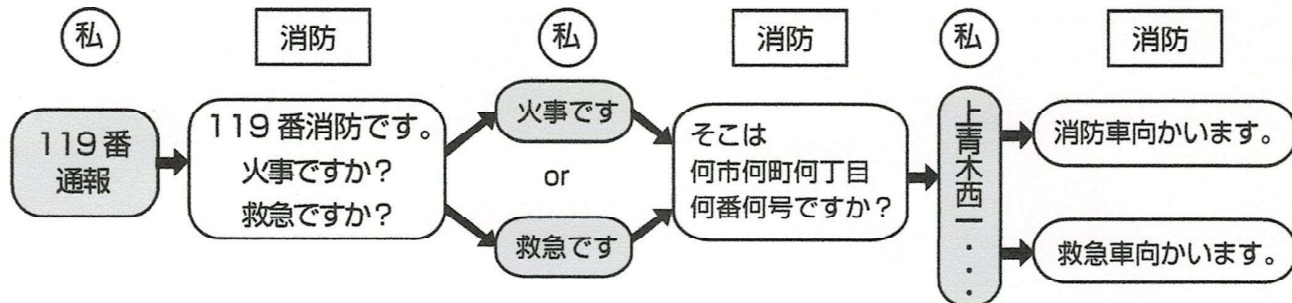 私
消防
私
消防
私
消防
119番
通報
119番消防です。
火事ですか？
救急ですか？
火事です
or
救急です
そこは
何市何町何丁目
何番何号ですか？
上青木西一・・・
消防車向かいます。
救急車向かいます。